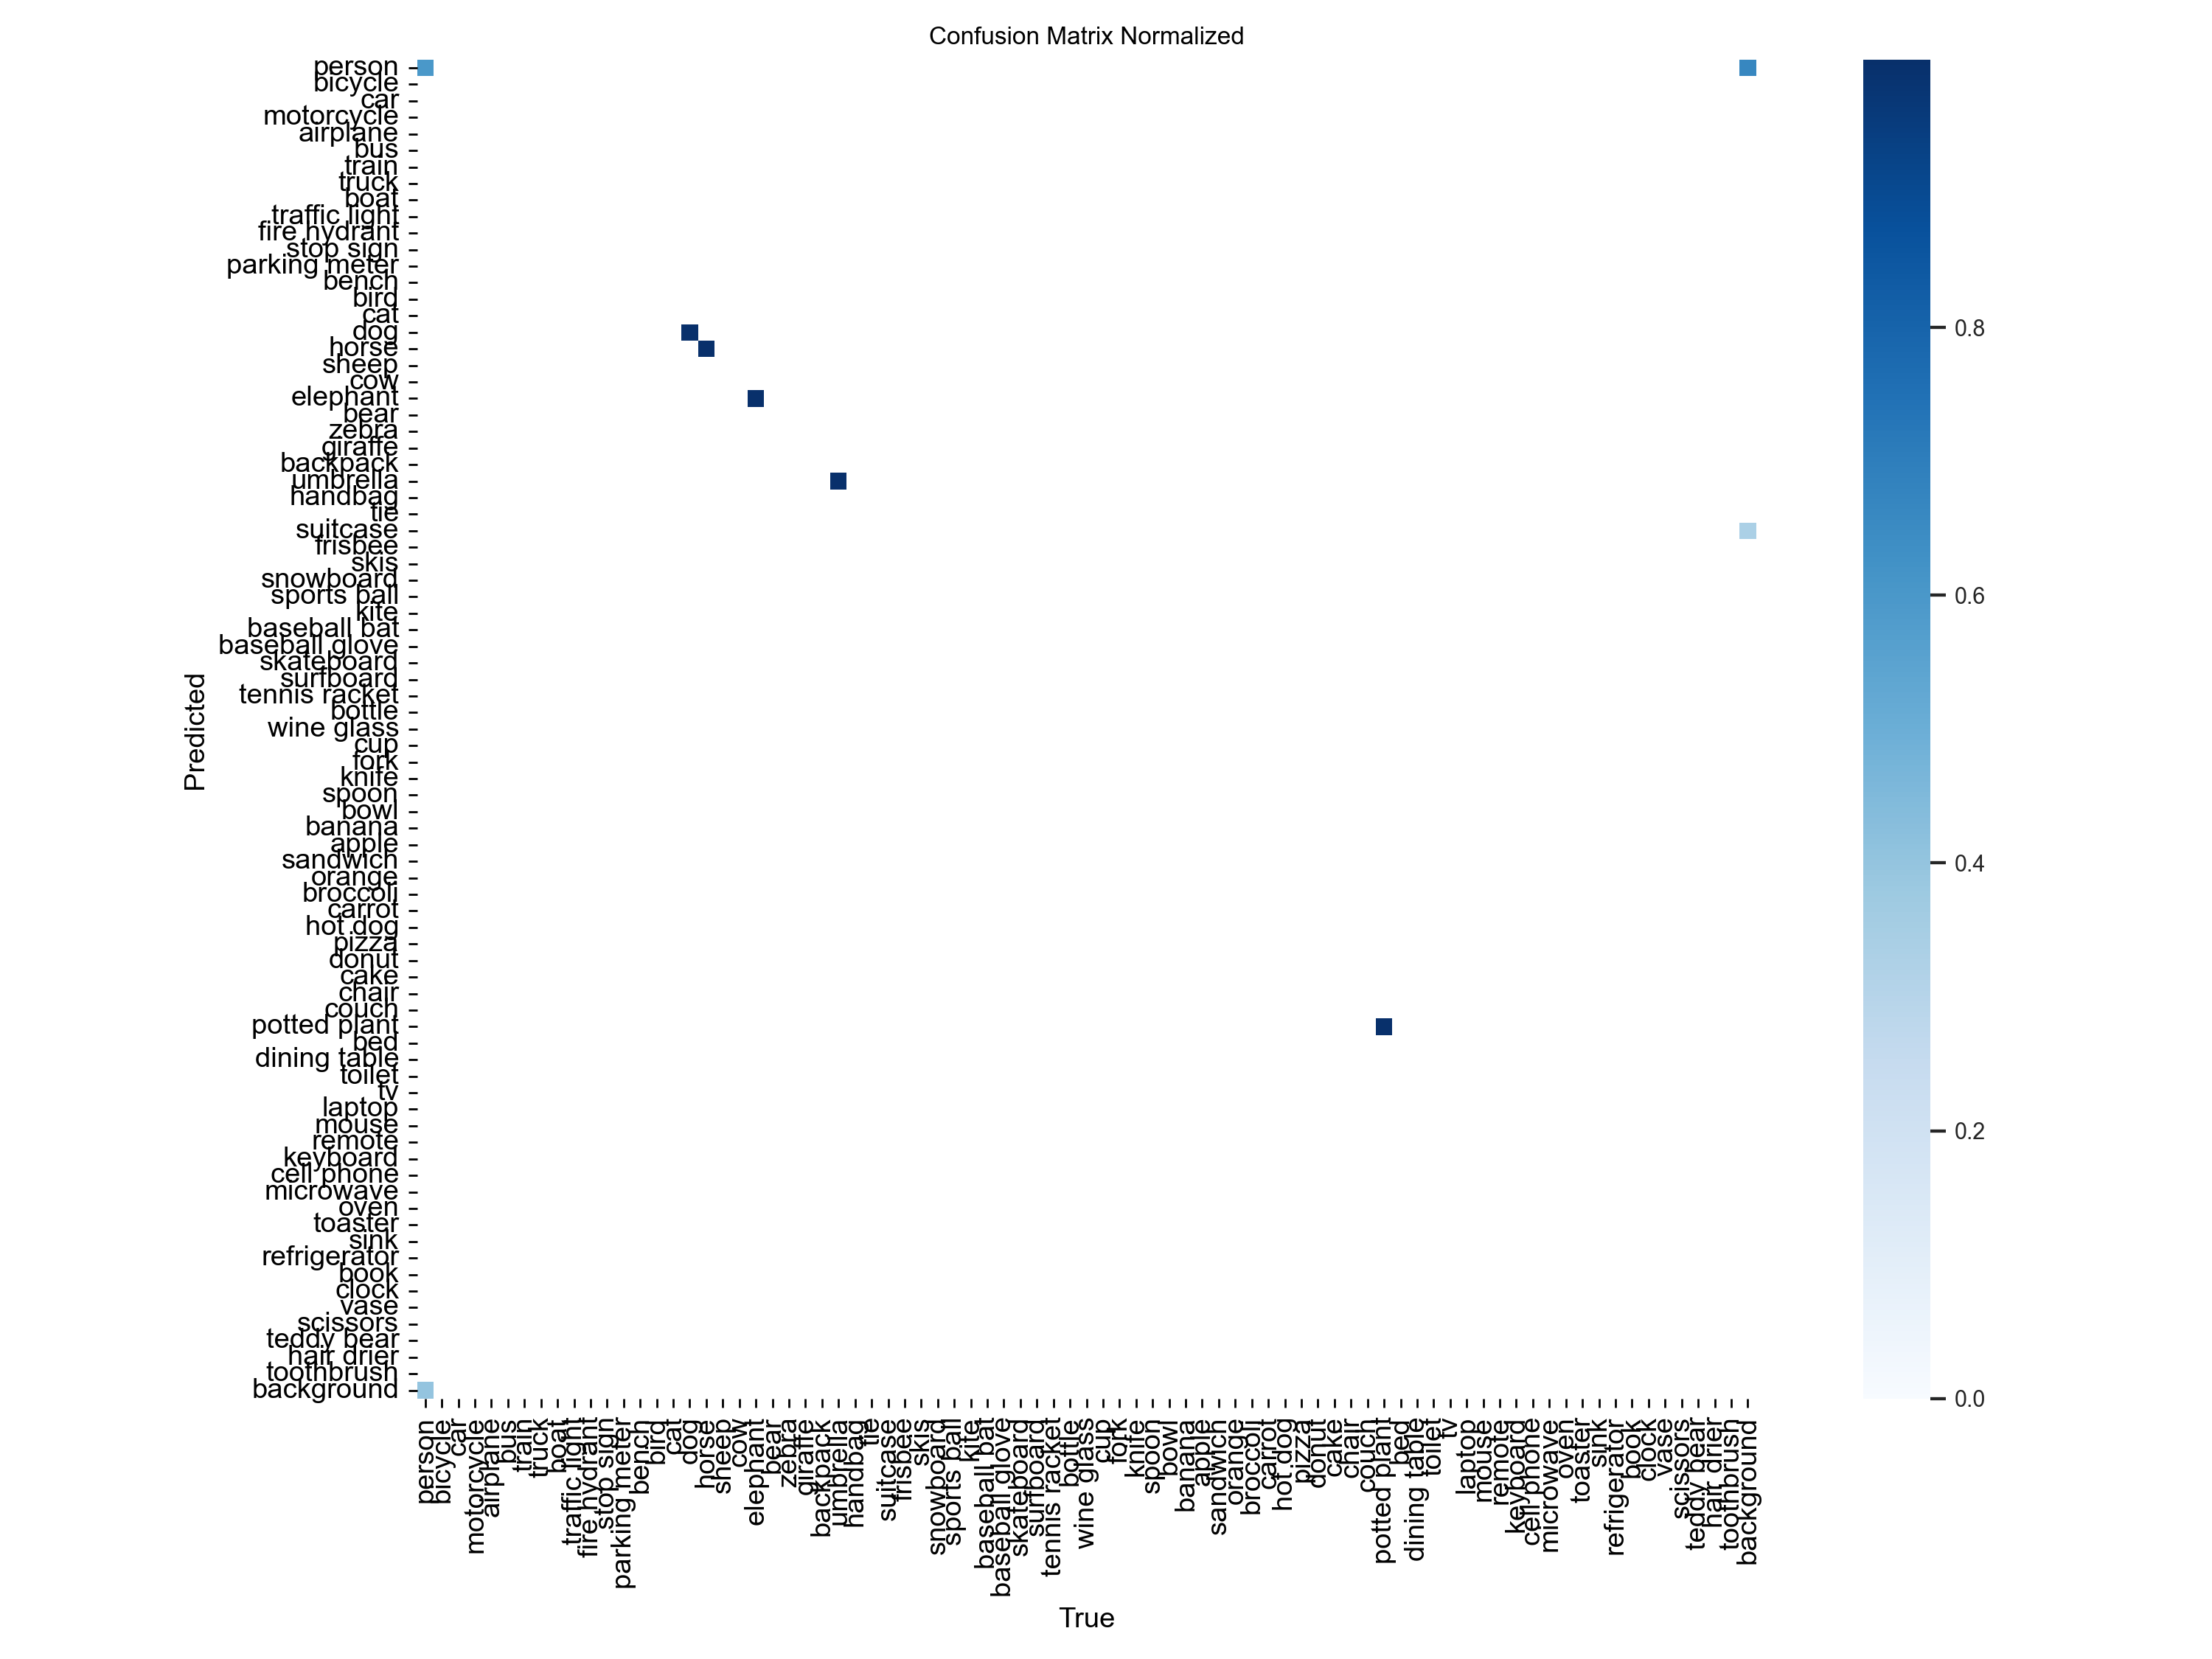 Confusion Matrix Normalized
person
bicycle
car
motorcycle
airplane
bus
train
truck
boat
traffic light
fire hydrant
stop sign
parking meter
bench
bird
cat
dog
horse
sheep
cow
elephant
bear
zebra
giraffe
backpack
umbrella
handbag
tie
suitcase
frisbee
skis
snowboard
sports ball
kite
baseball bat
baseball glove
skateboard
surfboard
tennis racket
bottle
wine glass
cup
fork
knife
spoon
bowl
banana
apple
sandwich
orange
broccoli
carrot
hot dog
pizza
donut
cake
chair
couch
potted plant
bed
dining table
toilet
tv
laptop
mouse
remote
keyboard
cell phone
microwave
oven
toaster
sink
refrigerator
book
clock
vase
scissors
teddy bear
hair drier
toothbrush
background
Predicted
person
bicycle
car
motorcycle
airplane
bus
train
truck
boat
traffic light
fire hydrant
stop sign
parking meter
bench
bird
cat
dog
horse
sheep
cow
elephant
bear
zebra
giraffe
backpack
umbrella
handbag
tie
suitcase
frisbee
skis
snowboard
sports ball
kite
baseball bat
baseball glove
skateboard
surfboard
tennis racket
bottle
wine glass
cup
fork
knife
spoon
bowl
banana
apple
sandwich
orange
broccoli
carrot
hot dog
pizza
donut
cake
chair
couch
potted plant
bed
dining table
toilet
tv
laptop
mouse
remote
keyboard
cell phone
microwave
oven
toaster
sink
refrigerator
book
clock
vase
scissors
teddy bear
hair drier
toothbrush
background
True
0.8
0.6
0.4
0.2
0.0